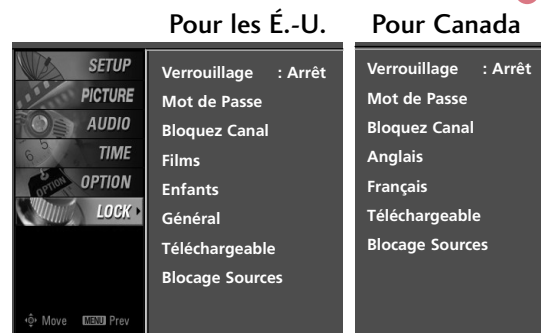 Pour les É.-U.
Pour Canada
SETUP
PICTURE
AUDIO
TIME
OPTION
LOCK
Move MENU Prev
Verrouillage : Arrêt
Mot de Passe
Bloquez Canal
Films
Enfants
Général
Téléchargeable
Blocage Sources
Verrouillage : Arrêt
Mot de Passe
Bloquez Canal
Anglais
Français
Téléchargeable
Blocage Sources